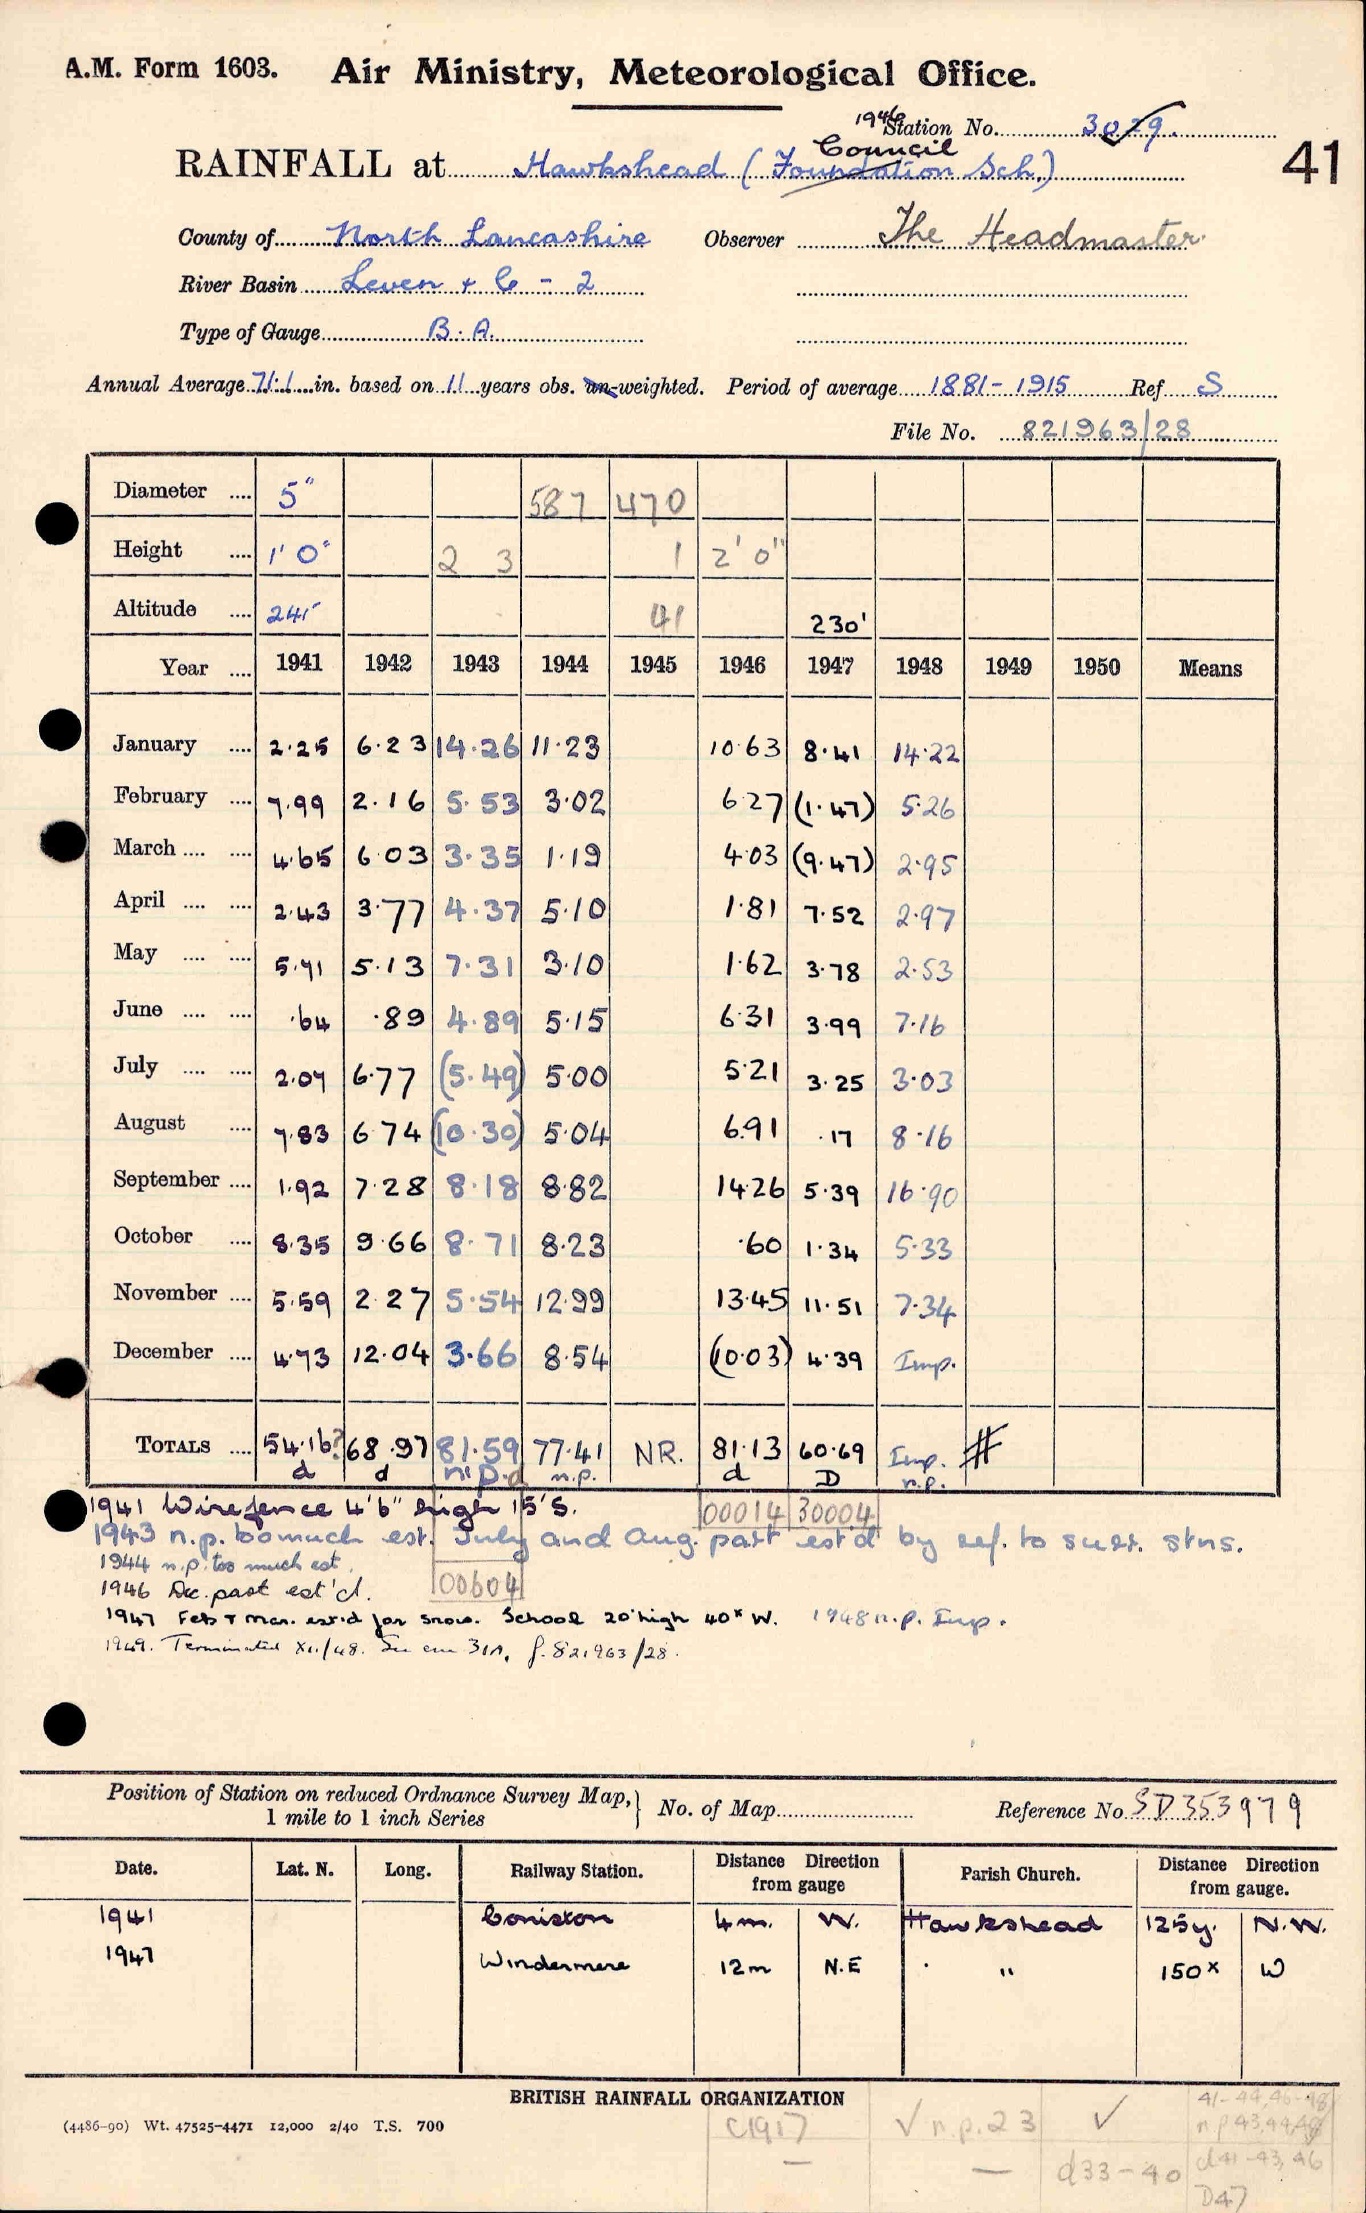 A.M. Form 1603. Air Ministry, Meteorological Office.
1946 Station No. 3029.
Council
RAINFALL at Hawkshead (Foundation Sch.) 41
County of North Lancashire Observer The Headmaster
River Basin Leven & C - 2
Type of Gauge B.A.
Annual Average 71.1 in. based on 11 years obs. un-weighted. Period of average 1881-1915 Ref S
File No. 821963/28
Diameter .... 5" 587 470
Height .... 1' 0" 2 3 1 2' 0"
Altitude .... 241' 41 230'
Year .... 1941 1942 1943 1944 1945 1946 1947 1948 1949 1950 Means
January .... 2.25 6.23 14.26 11.23 10.63 8.41 14.22
February .... 7.99 2.16 5.53 3.02 6.27 (1.47) 5.26
March .... .... 4.65 6.03 3.35 1.19 4.03 (9.47) 2.95
April .... .... 2.43 3.77 4.37 5.10 1.81 7.52 2.97
May .... .... 5.71 5.13 7.31 3.10 1.62 3.78 2.53
June .... .... .64 .89 4.89 5.15 6.31 3.99 7.16
July .... .... 2.07 6.77 (5.49) 5.00 5.21 3.25 3.03
August .... 7.83 6.74 (10.30) 5.04 6.91 .17 8.16
September .... 1.92 7.28 8.18 8.82 14.26 5.39 16.90
October .... 8.35 9.66 8.71 8.23 .60 1.34 5.33
November .... 5.59 2.27 5.54 12.99 13.45 11.51 7.34
December .... 4.73 12.04 3.66 8.54 (10.03) 4.39 Imp.
TOTALS .... 54.16? 68.97 81.59 77.41 NR. 81.13 60.69 Imp. #
d d n.p.d n.p. d D n.p.
1941 Wirefence 4'6" high 15' S. 00014 30004
1943 n.p. too much est. July and Aug. part est'd by ref. to surr. stns.
1944 n.p. too much est.
1946 Dec. part est'd. 00604
1947 Feb & Mar. est'd for snow. School 20' high 40x W. 1948 n.p. Imp.
1949. Terminated XII/48. See enc 31A, f. 821963/28.
Position of Station on reduced Ordnance Survey Map,} No. of Map Reference No. SD353979
1 mile to 1 inch Series
Date. Lat. N. Long. Railway Station. Distance Direction from gauge Parish Church. Distance Direction from gauge.
1941 Coniston 4m. W. Hawkshead 125y. N.W.
1947 Windermere 12m N.E " 150x W
BRITISH RAINFALL ORGANIZATION
(4486-90) Wt. 47525-4471 12,000 2/40 T.S. 700
C1917 ✓ n.p. 23 ✓ 41-44, 46-48
n p 43,44,48
— — d33-40 d41-43, 46
D47